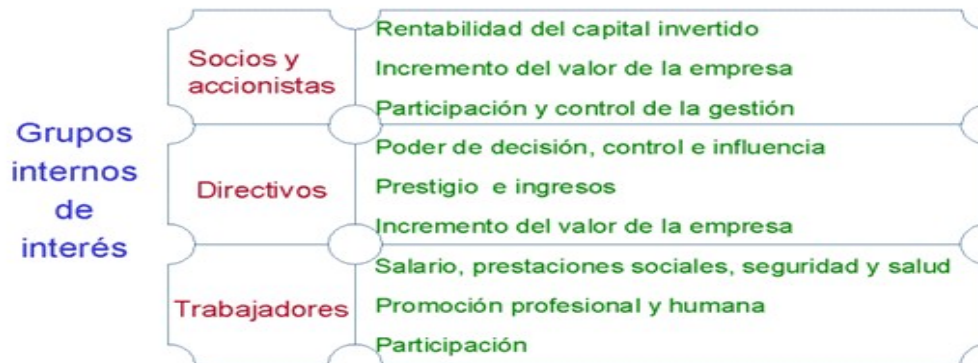 Grupos
internos
de
interés
Socios y
accionistas
Rentabilidad del capital invertido
Incremento del valor de la empresa
Participación y control de la gestión
Directivos
Poder de decisión, control e influencia
Prestigio e ingresos
Incremento del valor de la empresa
Trabajadores
Salario, prestaciones sociales, seguridad y salud
Promoción profesional y humana
Participación